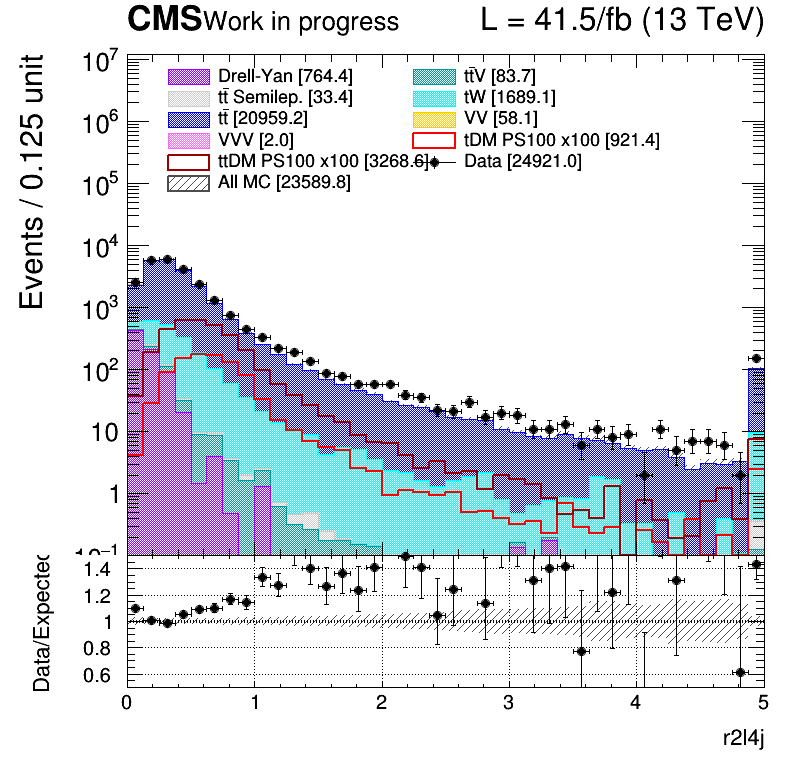 CMS Work in progress L = 41.5/fb (13 TeV)
Events / 0.125 unit
10⁷
10⁶
10⁵
10⁴
10³
10²
10
1
10⁻¹
Drell-Yan [764.4]
tt̄V [83.7]
tt̄ Semilep. [33.4]
tW [1689.1]
tt̄ [20959.2]
VV [58.1]
VVV [2.0]
tDM PS100 x100 [921.4]
ttDM PS100 x100 [3268.6]
Data [24921.0]
All MC [23589.8]
Data/Expected
1.4
1.2
1
0.8
0.6
0 1 2 3 4 5
r2l4j